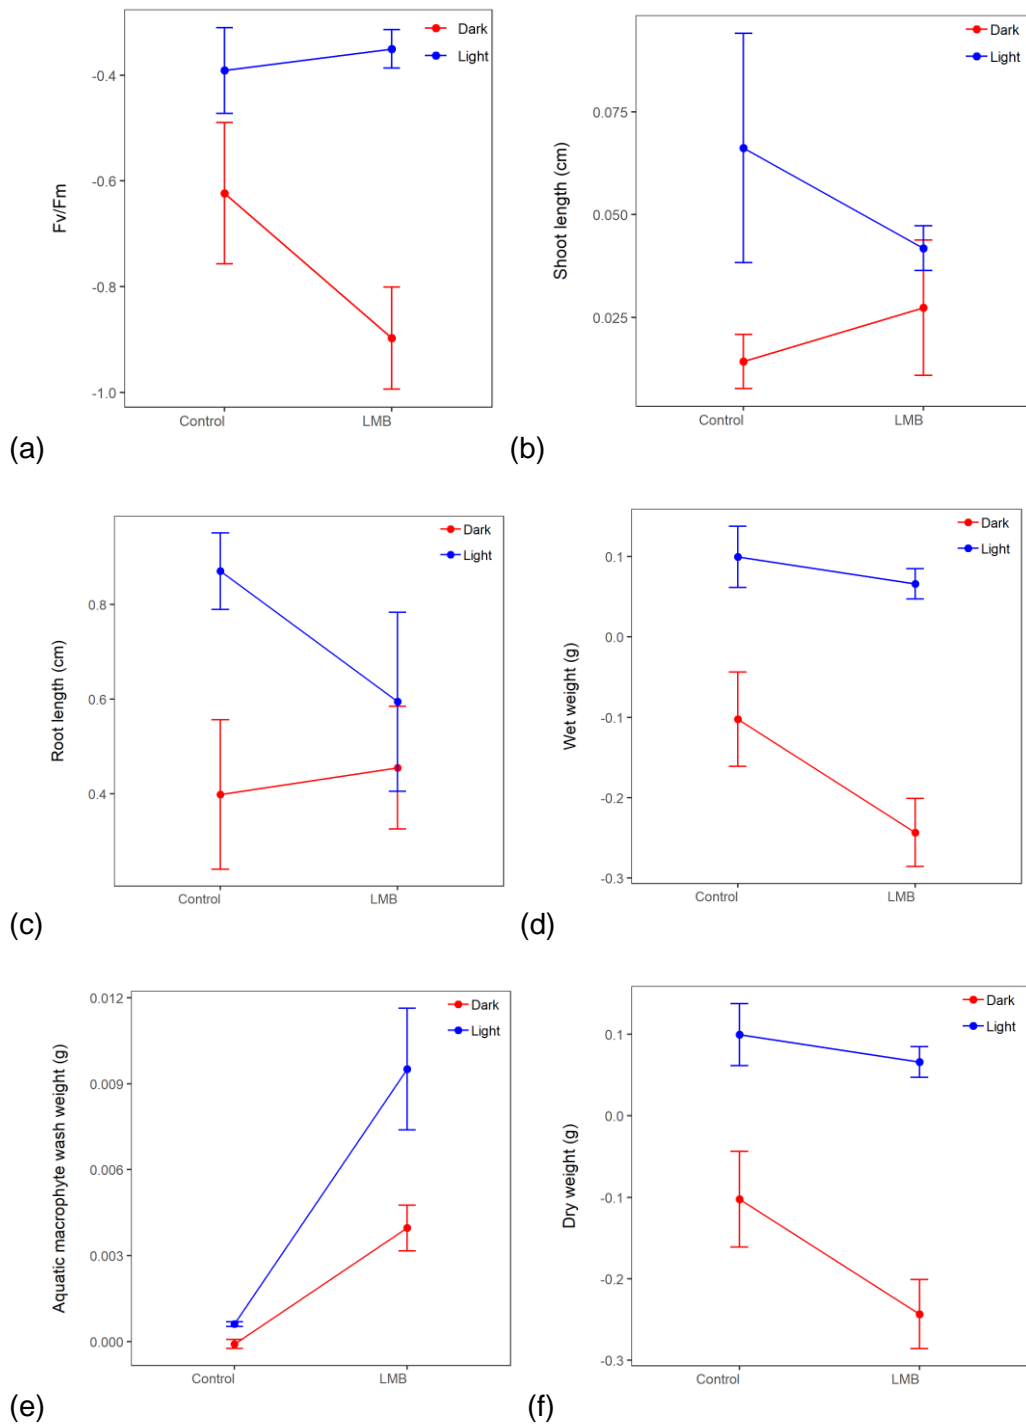 Dark
Light
-0.4
-0.6
-0.8
-1.0
Fv/Fm
Control
LMB
(a)
Dark
Light
0.075
0.050
0.025
Shoot length (cm)
Control
LMB
(b)
Dark
Light
0.8
0.6
0.4
Root length (cm)
Control
LMB
(c)
Dark
Light
0.1
0.0
-0.1
-0.2
-0.3
Wet weight (g)
Control
LMB
(d)
Dark
Light
0.012
0.009
0.006
0.003
0.000
Aquatic macrophyte wash weight (g)
Control
LMB
(e)
Dark
Light
0.1
0.0
-0.1
-0.2
-0.3
Dry weight (g)
Control
LMB
(f)